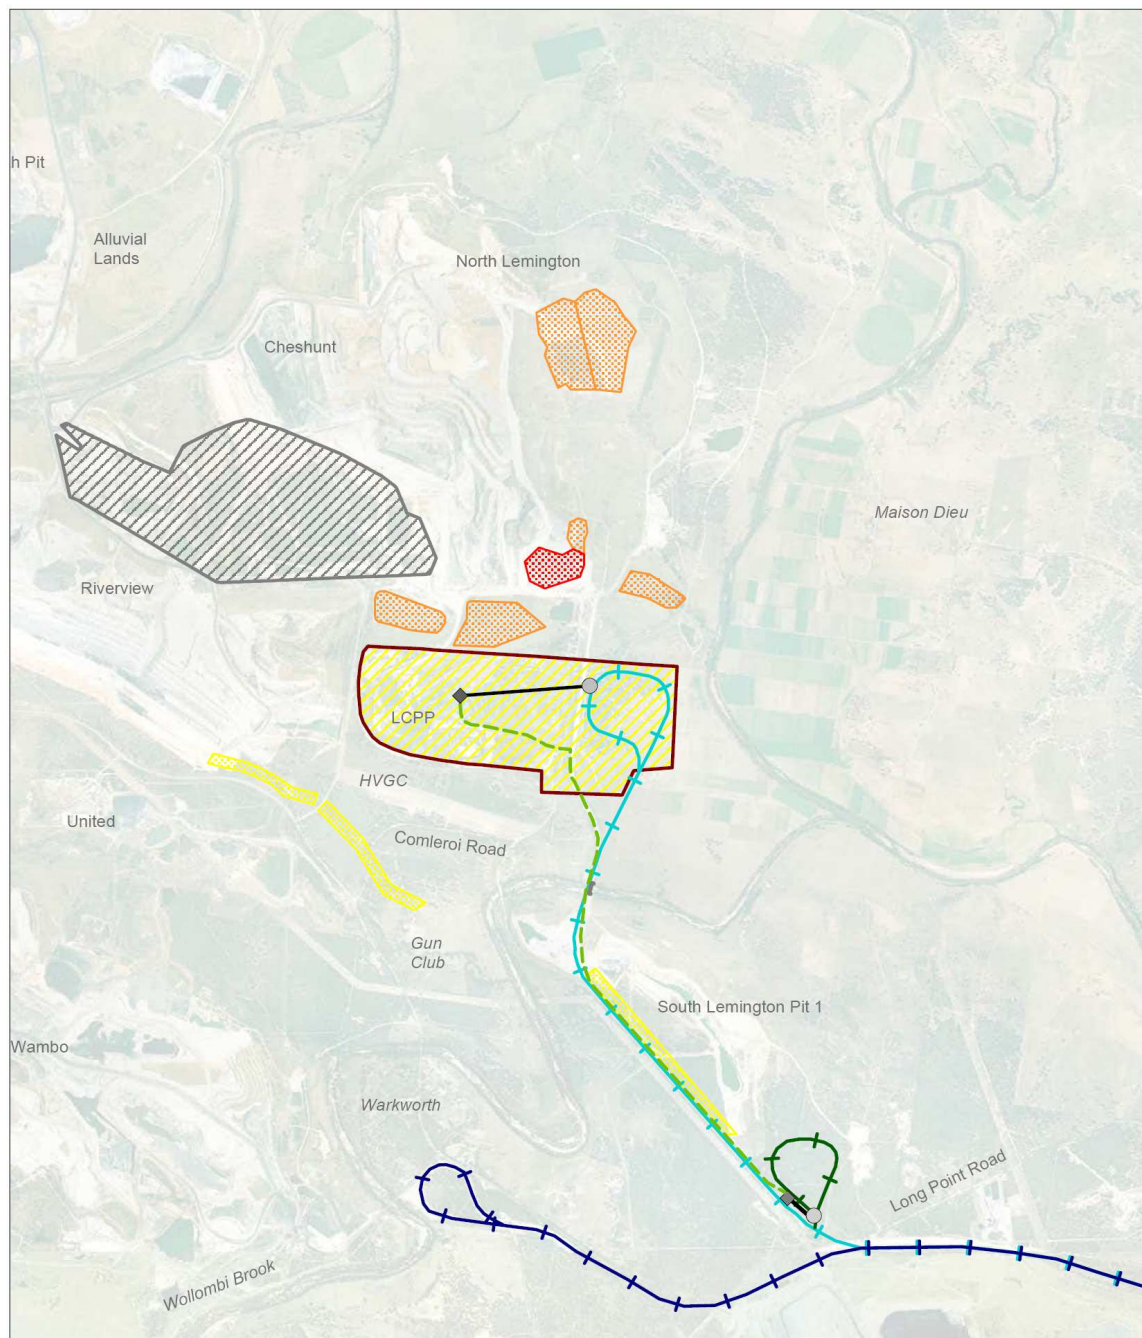 h Pit
Alluvial
Lands
North Lemington
Cheshunt
Maison Dieu
Riverview
LCPP
HVGC
United
Comleroi Road
Gun
Club
South Lemington Pit 1
Wambo
Warkworth
Long Point Road
Wollombi Brook